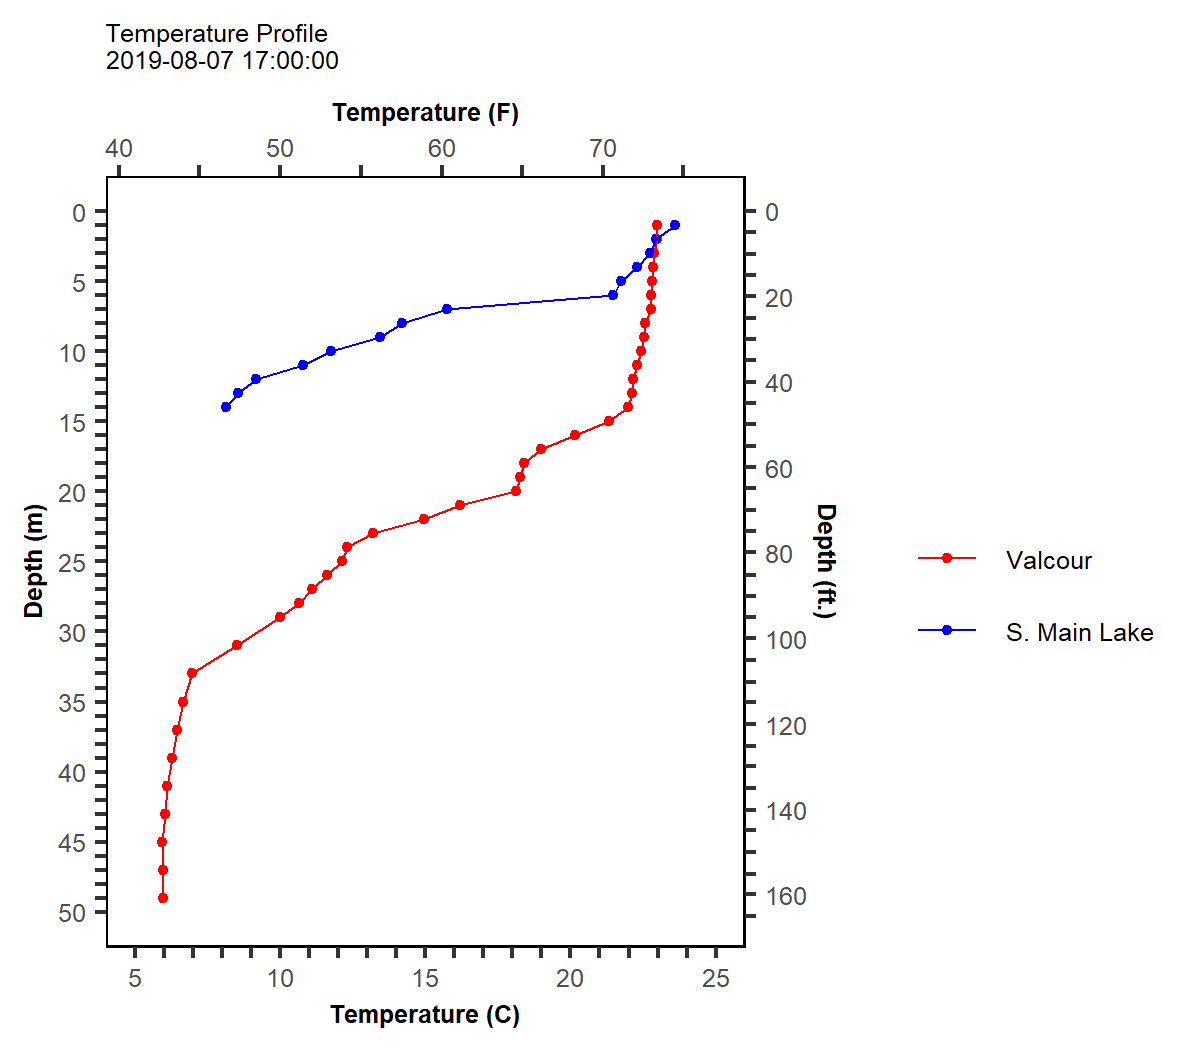 Temperature Profile
2019-08-07 17:00:00
Temperature (F)
40 50 60 70
0 5 10 15 20 25 30 35 40 45 50
Depth (m)
0 20 40 60 80 100 120 140 160
Depth (ft.)
5 10 15 20 25
Temperature (C)
Valcour
S. Main Lake